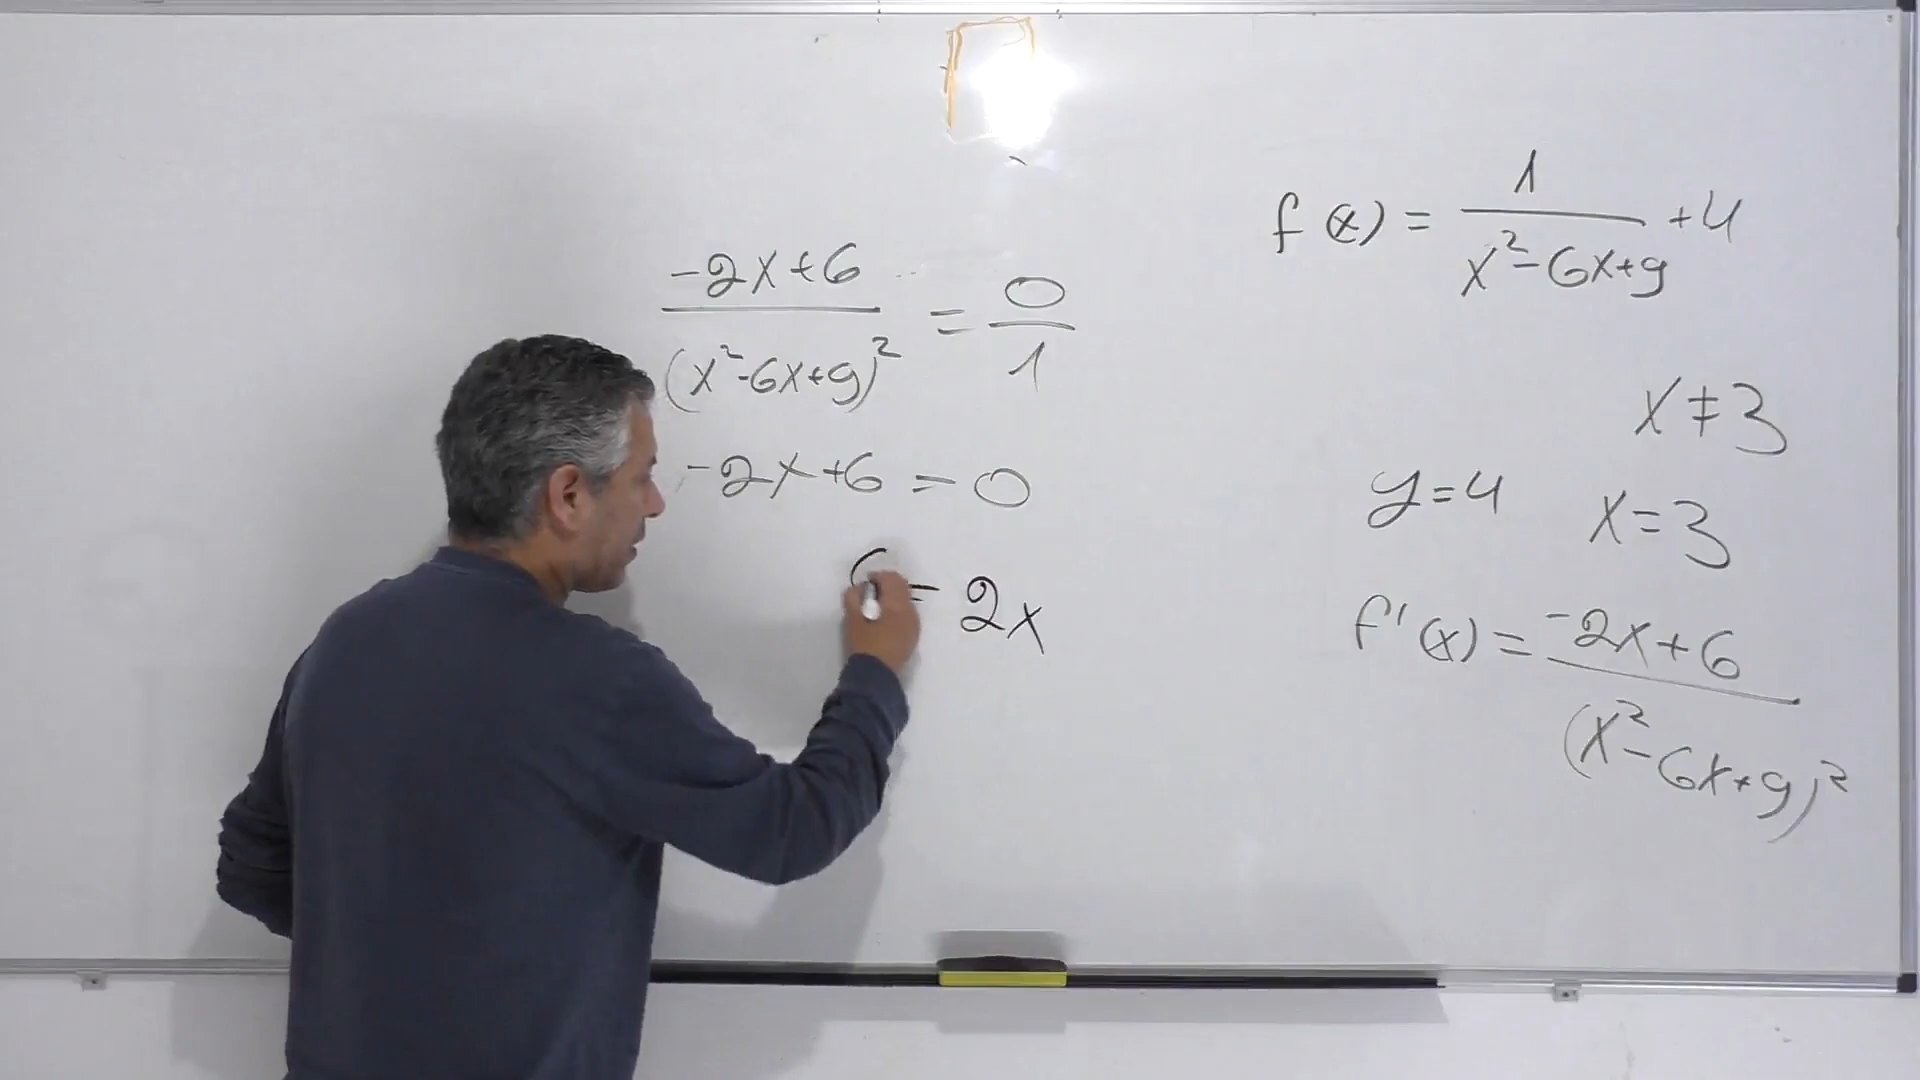 -2x+6 / (x²-6x+9)² = 0/1
-2x+6 = 0
6 = 2x
f(x) = 1 / (x²-6x+9) +4
x ≠ 3
y=4 x=3
f'(x) = -2x+6 / (x²-6x+9)²